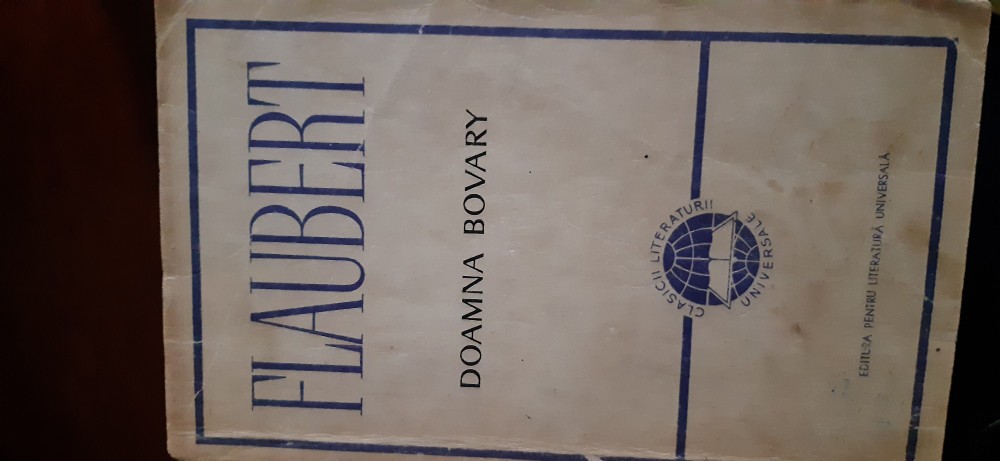 FLAUBERT
DOAMNA BOVARY
CLASICII LITERATURII
UNIVERSALE
EDITURA PENTRU LITERATURĂ UNIVERSALĂ